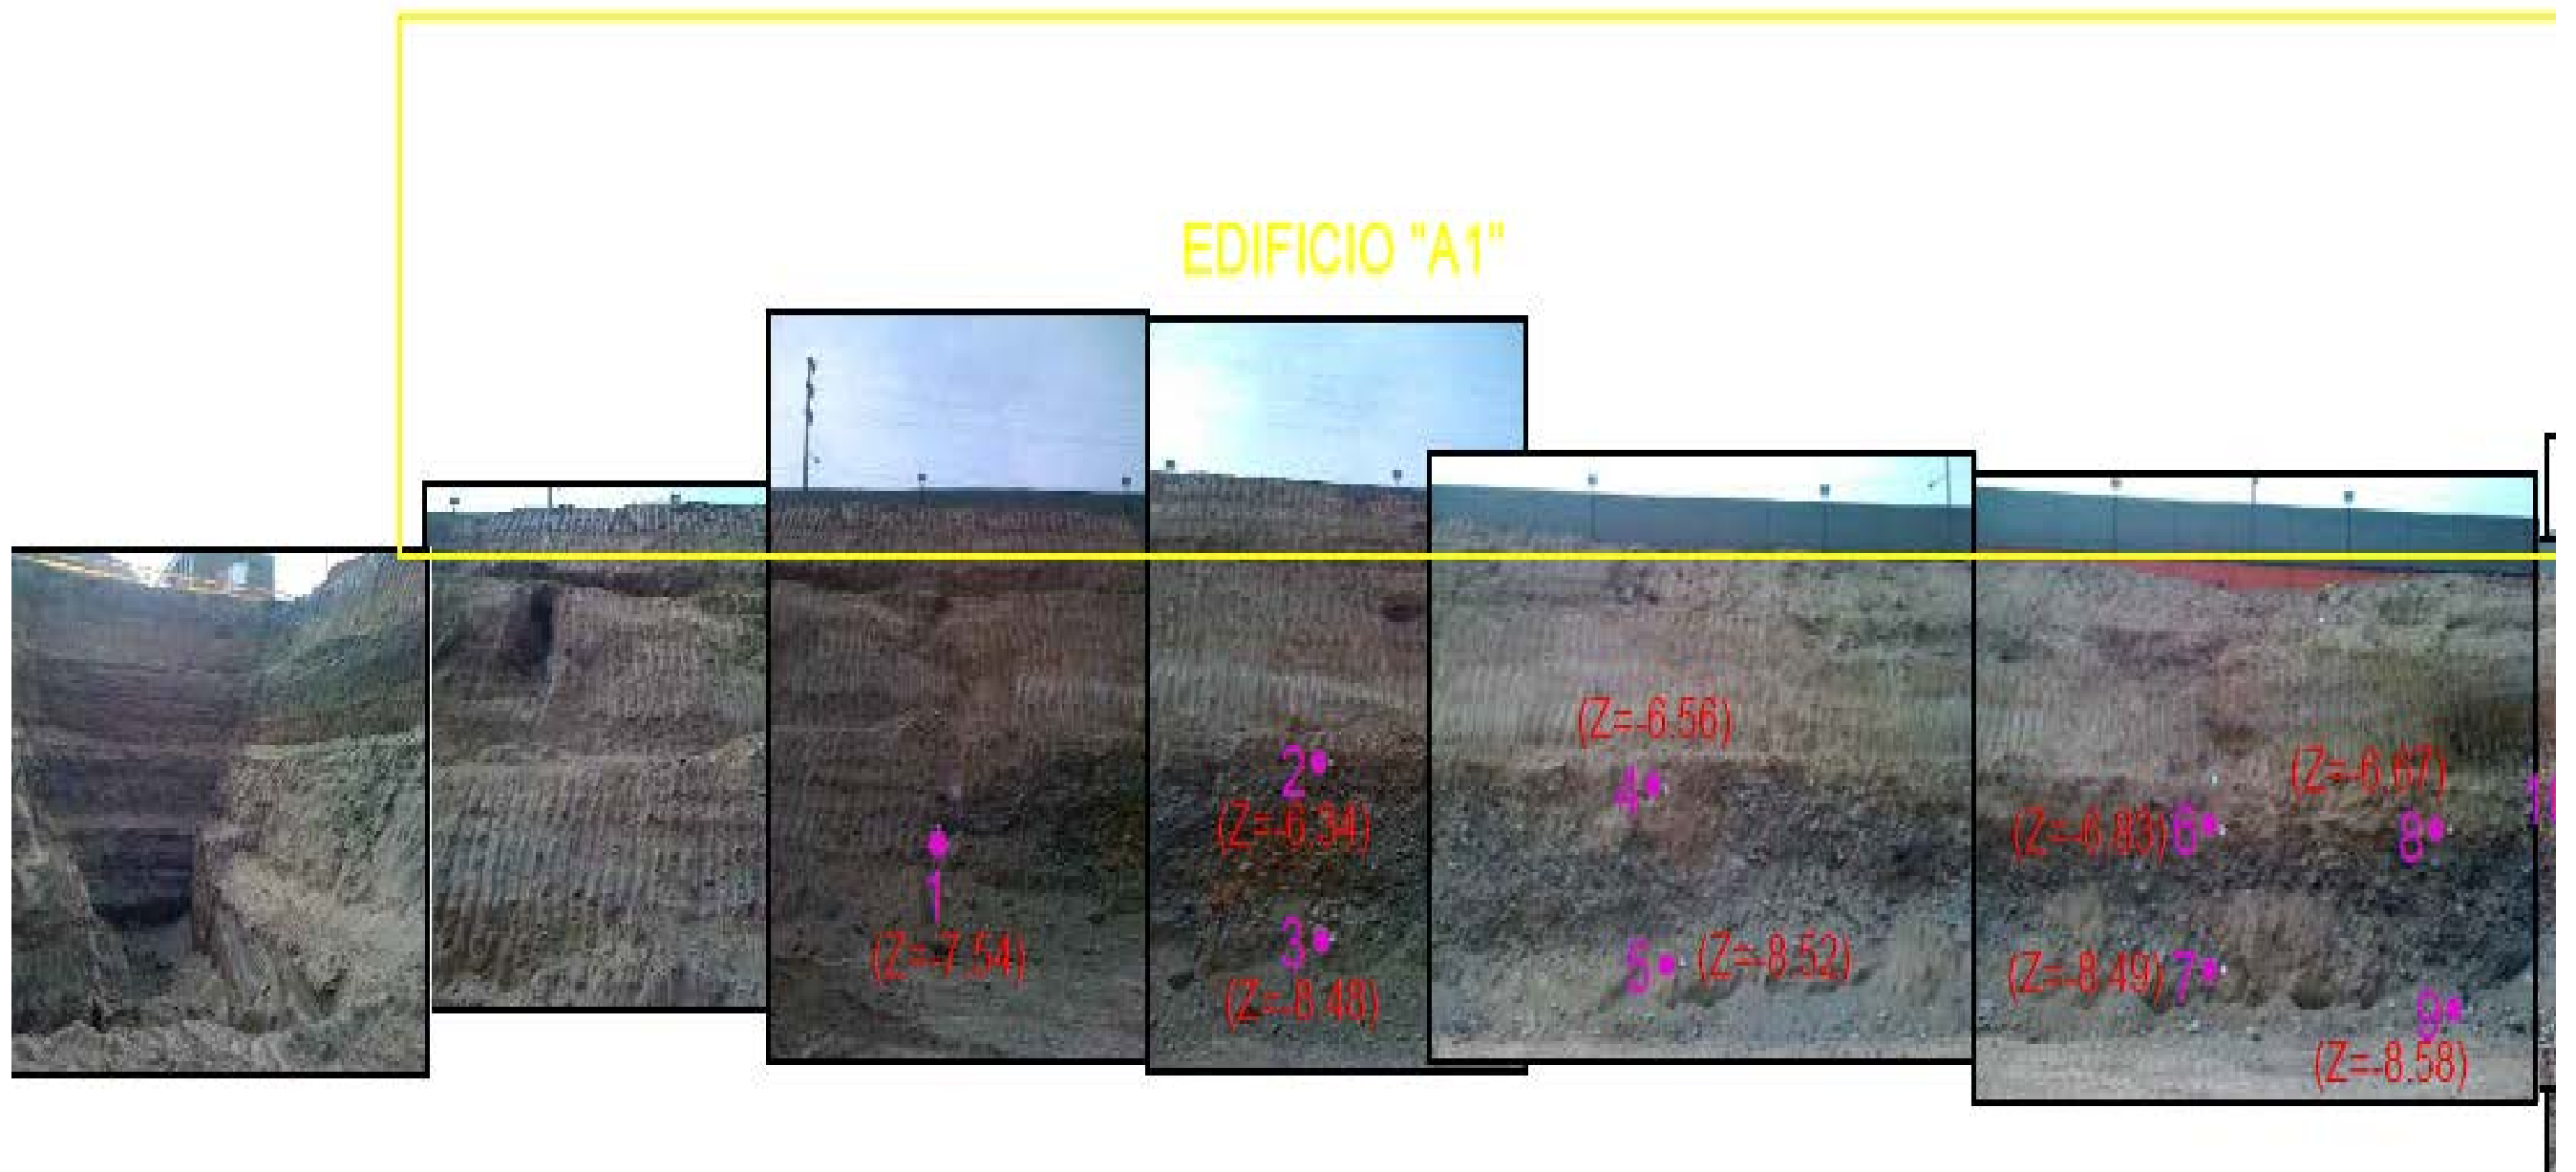 EDIFICIO "A1"
(Z=-6.56)
2
4
(Z=-6.67)
(Z=-6.34)
(Z=-6.83)
6
8
1
(Z=-7.54)
3
(Z=-8.48)
5
(Z=-8.52)
(Z=-8.49)
7
9
(Z=-8.58)